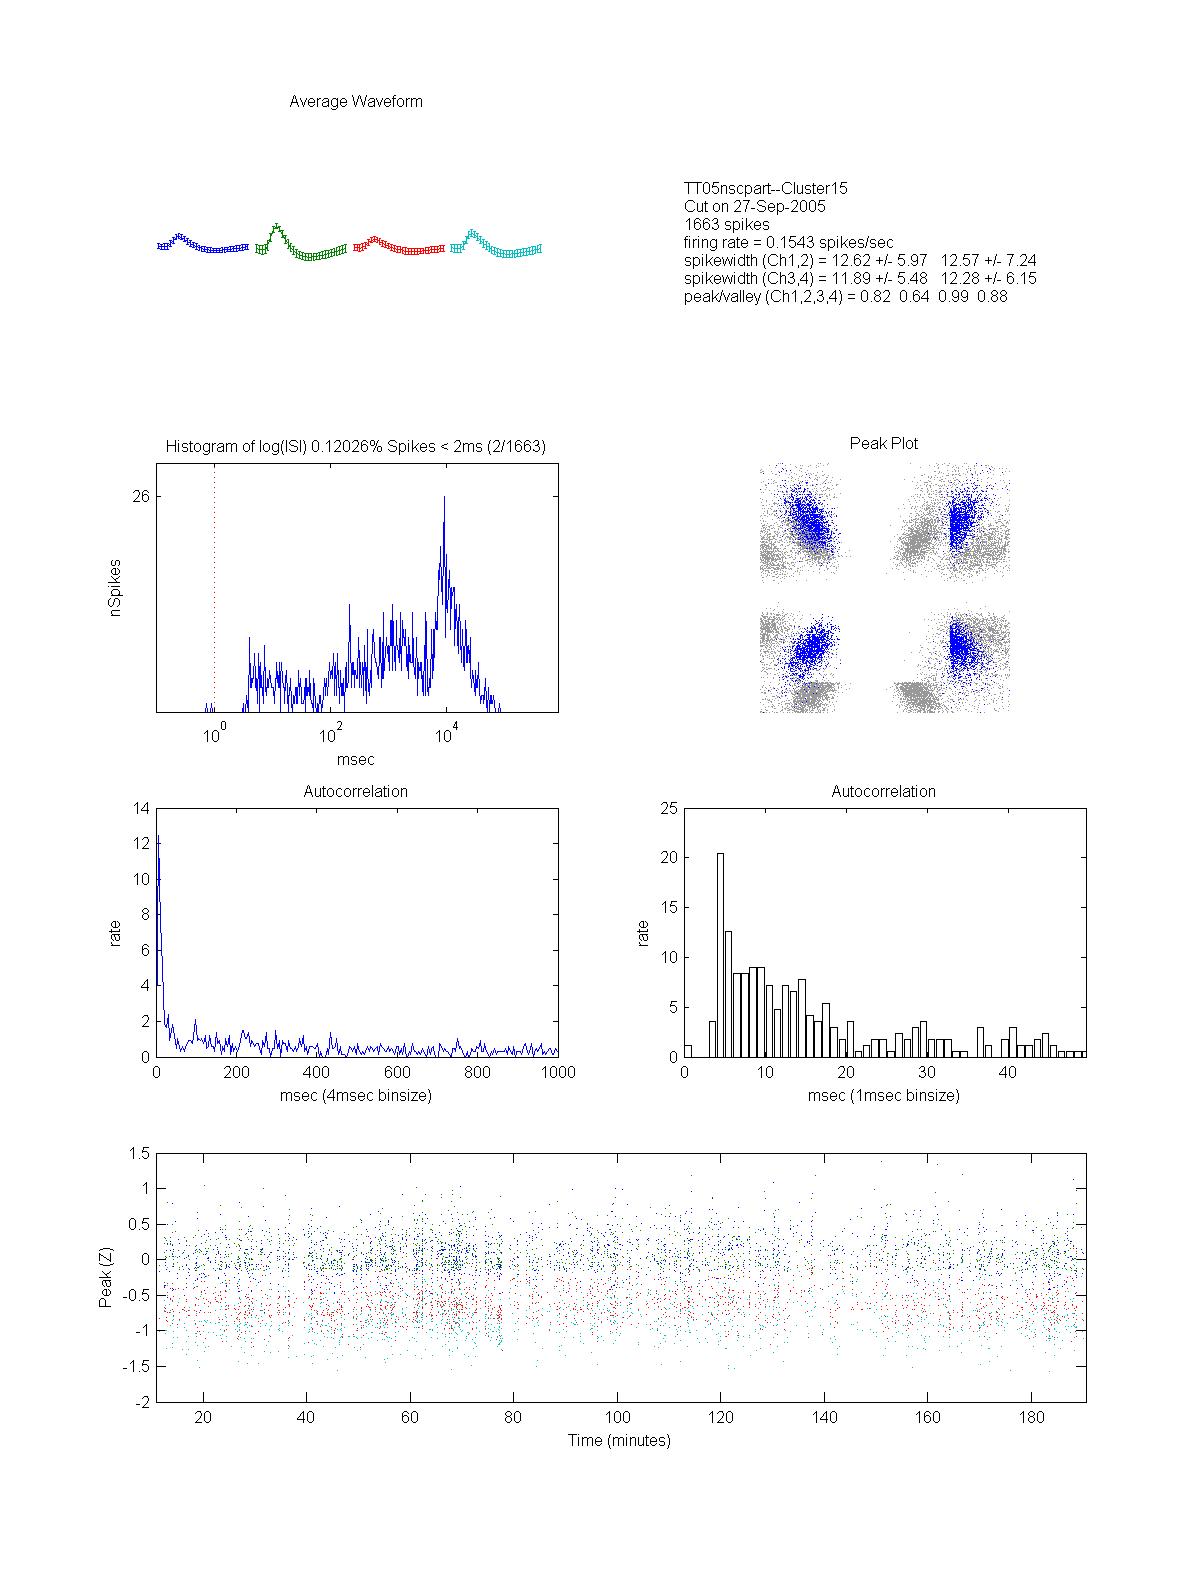 Average Waveform
TT05nscpart--Cluster15
Cut on 27-Sep-2005
1663 spikes
firing rate = 0.1543 spikes/sec
spikewidth (Ch1,2) = 12.62 +/- 5.97 12.57 +/- 7.24
spikewidth (Ch3,4) = 11.89 +/- 5.48 12.28 +/- 6.15
peak/valley (Ch1,2,3,4) = 0.82 0.64 0.99 0.88
Histogram of log(ISI) 0.12026% Spikes < 2ms (2/1663)
26
nSpikes
10^0 10^2 10^4
msec
Peak Plot
Autocorrelation
14
12
10
8
6
4
2
0
rate
0 200 400 600 800 1000
msec (4msec binsize)
Autocorrelation
25
20
15
10
5
0
rate
0 10 20 30 40
msec (1msec binsize)
1.5
1
0.5
0
-0.5
-1
-1.5
-2
Peak (Z)
20 40 60 80 100 120 140 160 180
Time (minutes)